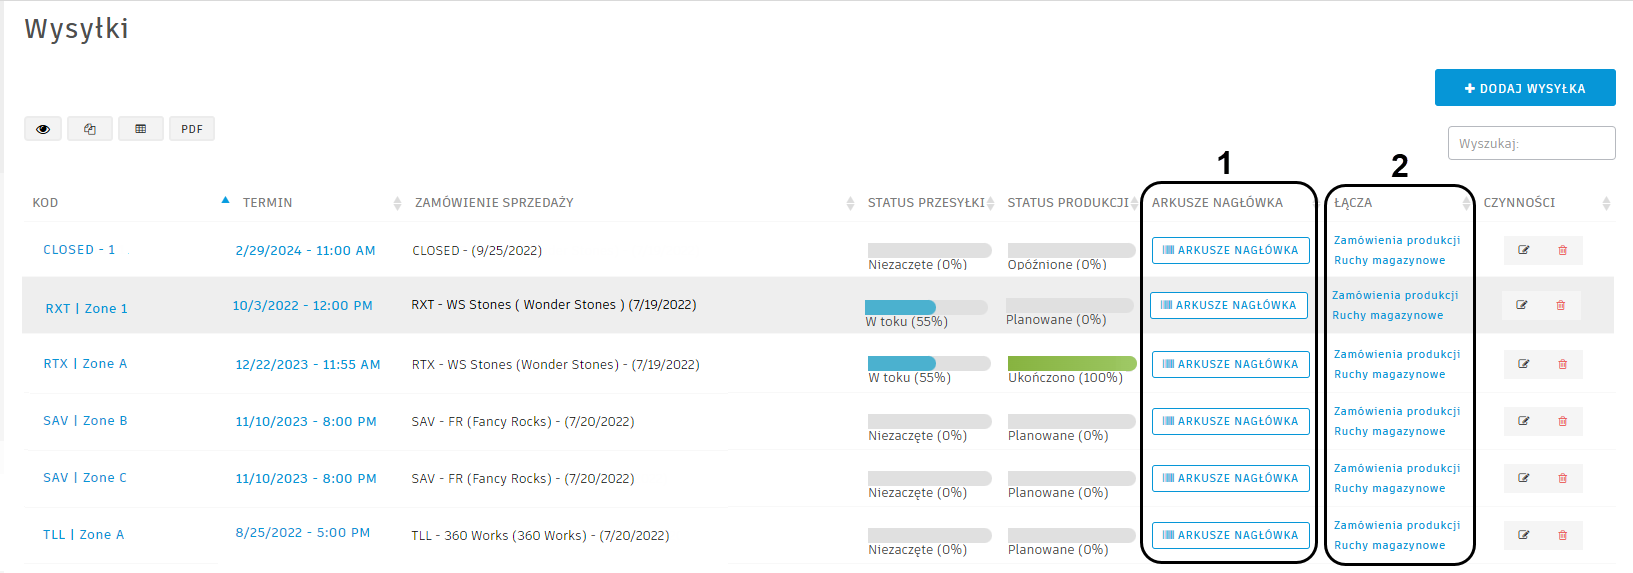 Wysyłki
DODAJ WYSYŁKA
PDF
Wyszukaj:
1 2
KOD TERMIN ZAMÓWIENIE SPRZEDAŻY STATUS PRZESYŁKI STATUS PRODUKCJI ARKUSZE NAGŁÓWKA ŁĄCZA CZYNNOŚCI
CLOSED - 1 2/29/2024 - 11:00 AM CLOSED - (9/25/2022) Niezaczęte (0%) Opóźnione (0%) ARKUSZE NAGŁÓWKA Zamówienia produkcji
Ruchy magazynowe
RXT | Zone 1 10/3/2022 - 12:00 PM RXT - WS Stones ( Wonder Stones ) (7/19/2022) W toku (55%) Planowane (0%) ARKUSZE NAGŁÓWKA Zamówienia produkcji
Ruchy magazynowe
RTX | Zone A 12/22/2023 - 11:55 AM RTX - WS Stones (Wonder Stones) - (7/19/2022) W toku (55%) Ukończono (100%) ARKUSZE NAGŁÓWKA Zamówienia produkcji
Ruchy magazynowe
SAV | Zone B 11/10/2023 - 8:00 PM SAV - FR (Fancy Rocks) - (7/20/2022) Niezaczęte (0%) Planowane (0%) ARKUSZE NAGŁÓWKA Zamówienia produkcji
Ruchy magazynowe
SAV | Zone C 11/10/2023 - 8:00 PM SAV - FR (Fancy Rocks) - (7/20/2022) Niezaczęte (0%) Planowane (0%) ARKUSZE NAGŁÓWKA Zamówienia produkcji
Ruchy magazynowe
TLL | Zone A 8/25/2022 - 5:00 PM TLL - 360 Works (360 Works) - (7/20/2022) Niezaczęte (0%) Planowane (0%) ARKUSZE NAGŁÓWKA Zamówienia produkcji
Ruchy magazynowe